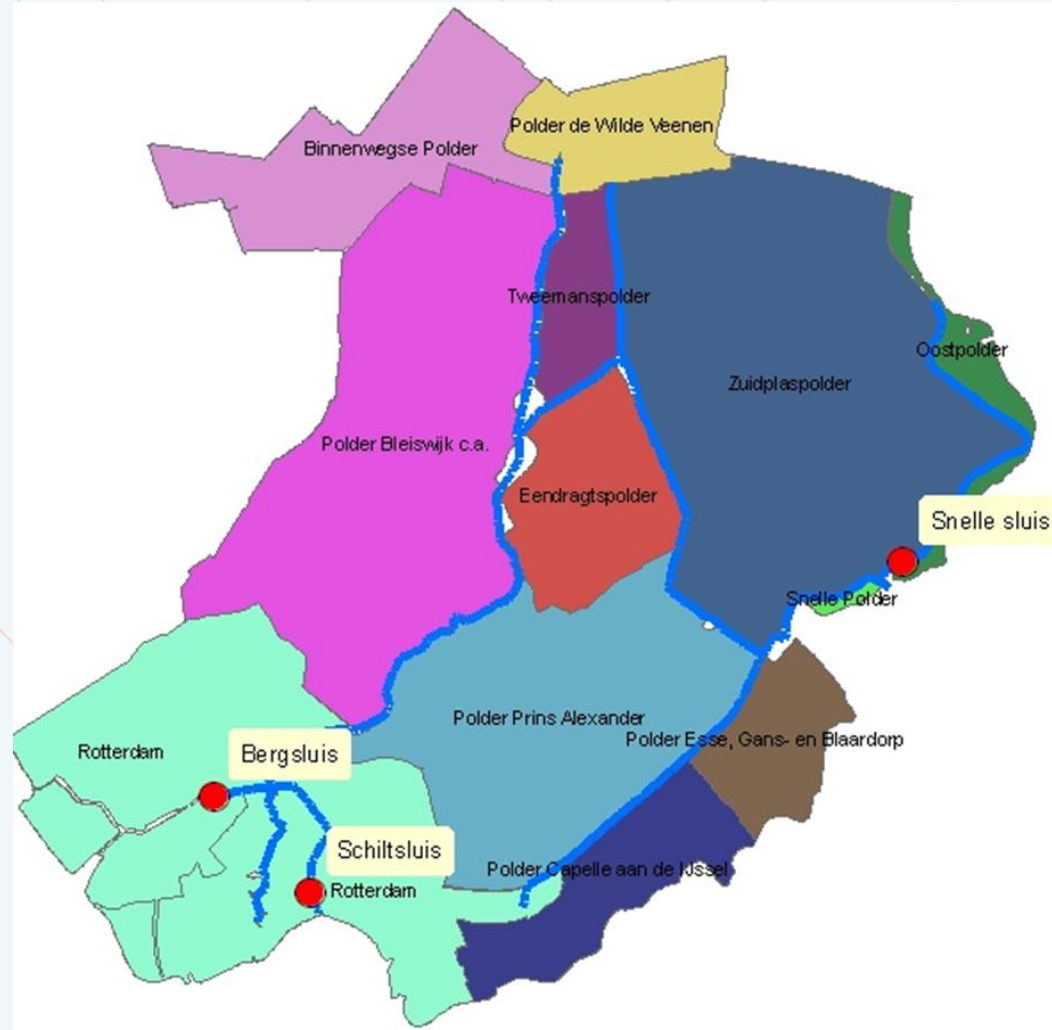 Polder de Wilde Veenen
Binnenwegse Polder
Tweemanspolder
Oostpolder
Zuidplaspolder
Polder Bleiswijk c.a.
Eendragtspolder
Snelle sluis
Snelle Polder
Polder Prins Alexander
Polder Esse, Gans- en Blaardorp
Rotterdam
Bergsluis
Schiltsluis
Polder Capelle aan de IJssel
Rotterdam